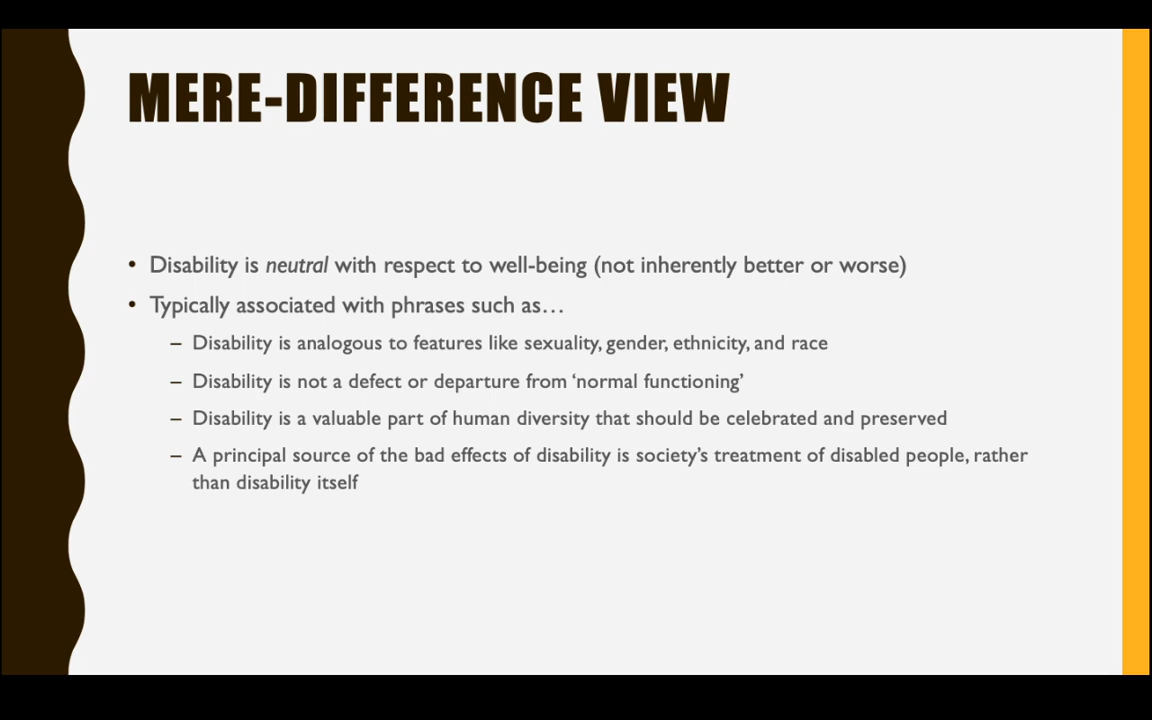 MERE-DIFFERENCE VIEW
• Disability is neutral with respect to well-being (not inherently better or worse)
• Typically associated with phrases such as…
– Disability is analogous to features like sexuality, gender, ethnicity, and race
– Disability is not a defect or departure from ‘normal functioning’
– Disability is a valuable part of human diversity that should be celebrated and preserved
– A principal source of the bad effects of disability is society’s treatment of disabled people, rather
than disability itself